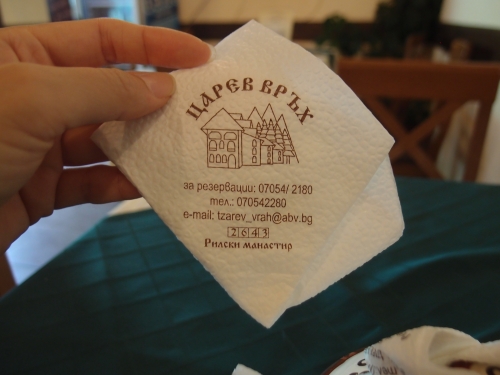 ЦАРЕВ ВРЪХ
за резервации: 07054/ 2180
тел.: 070542280
e-mail: tzarev_vrah@abv.bg
2643
Рилски манастир